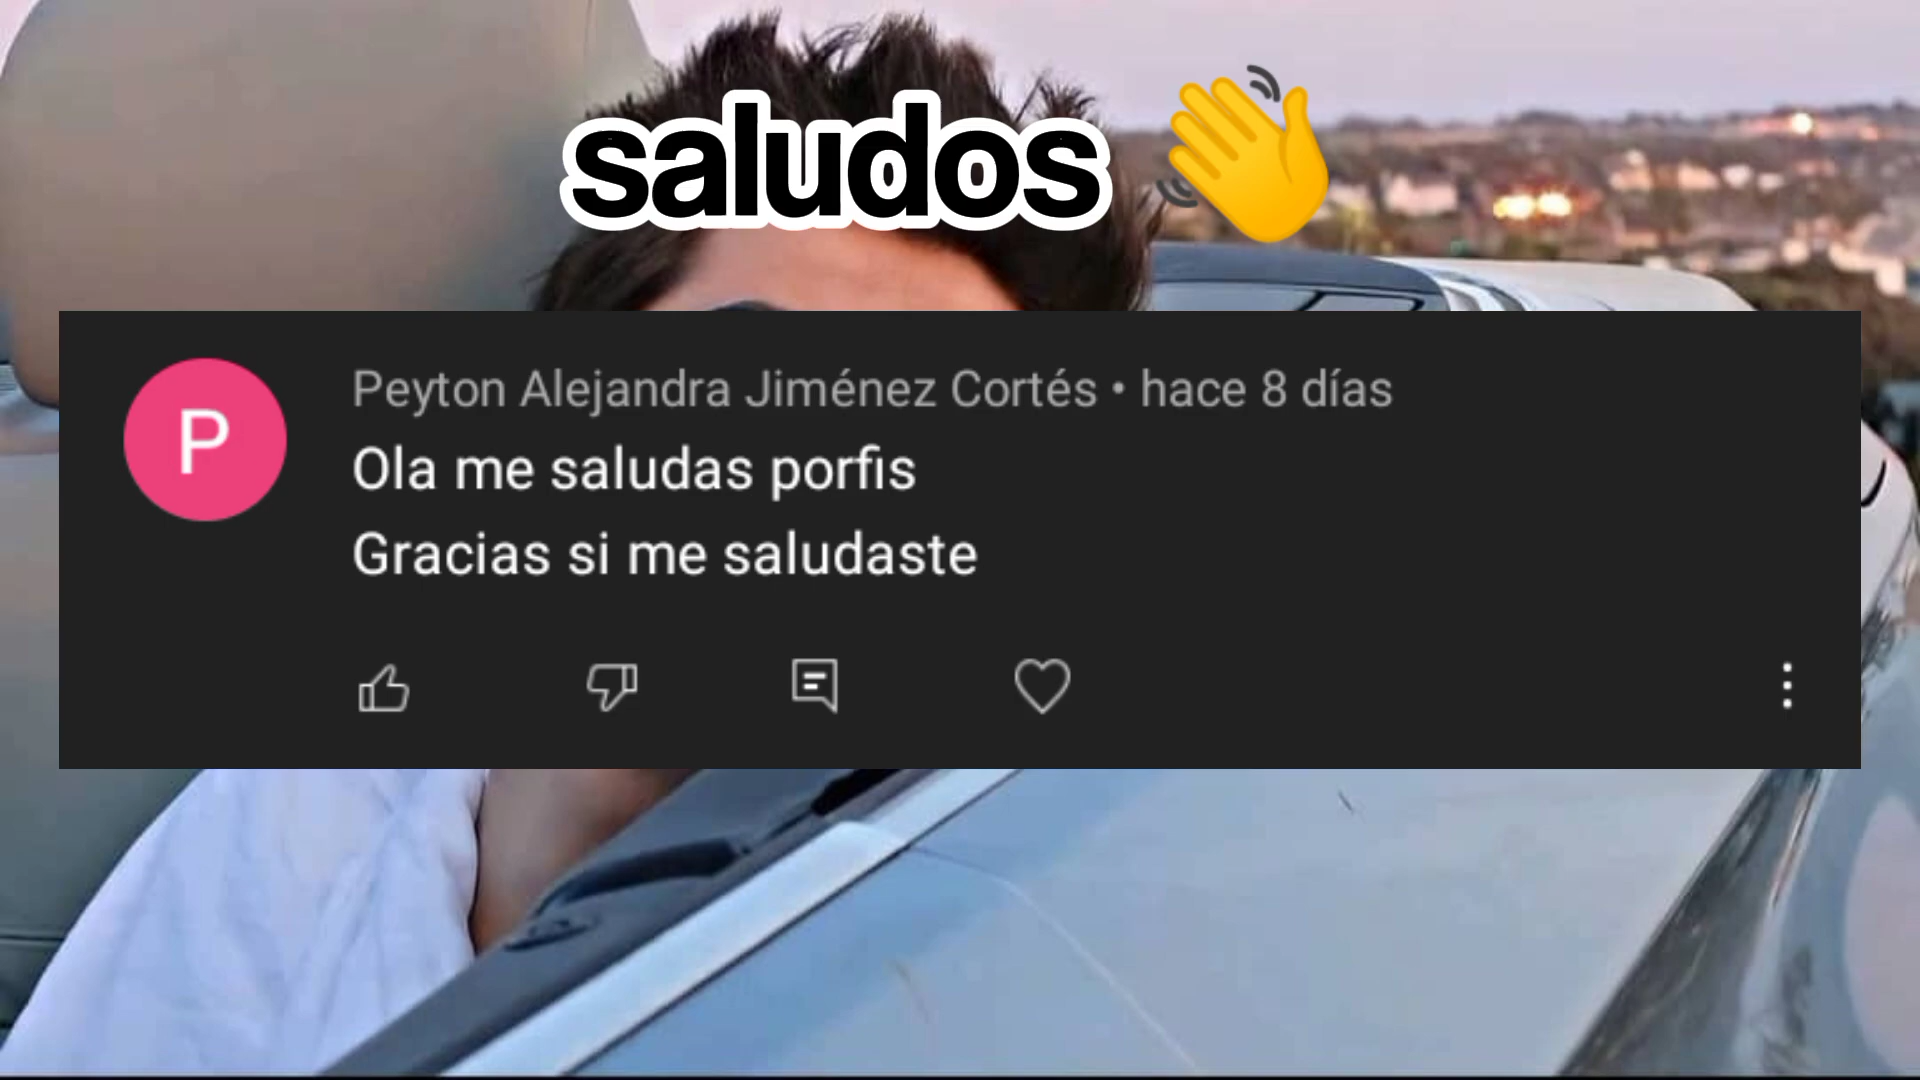 saludos 👋
P
Peyton Alejandra Jiménez Cortés • hace 8 días
Ola me saludas porfis
Gracias si me saludaste